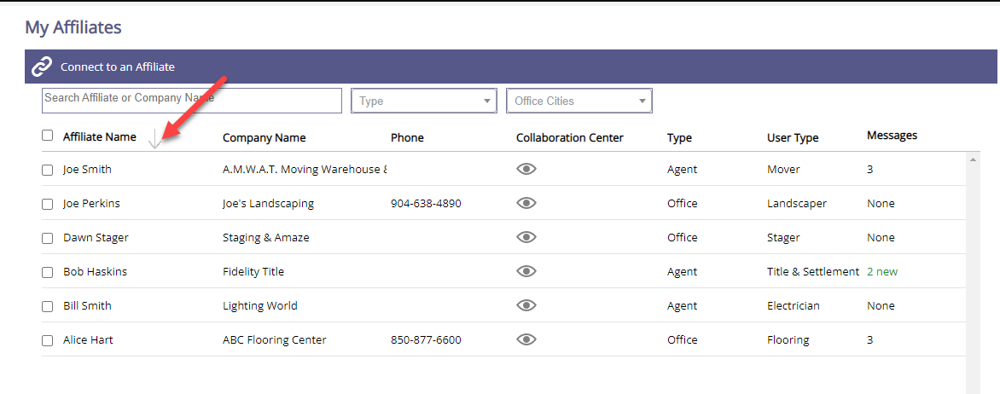 My Affiliates
Connect to an Affiliate
Search Affiliate or Company Name Type Office Cities
Affiliate Name Company Name Phone Collaboration Center Type User Type Messages
Joe Smith A.M.W.A.T. Moving Warehouse & Agent Mover 3
Joe Perkins Joe's Landscaping 904-638-4890 Office Landscaper None
Dawn Stager Staging & Amaze Office Stager None
Bob Haskins Fidelity Title Agent Title & Settlement 2 new
Bill Smith Lighting World Agent Electrician None
Alice Hart ABC Flooring Center 850-877-6600 Office Flooring 3